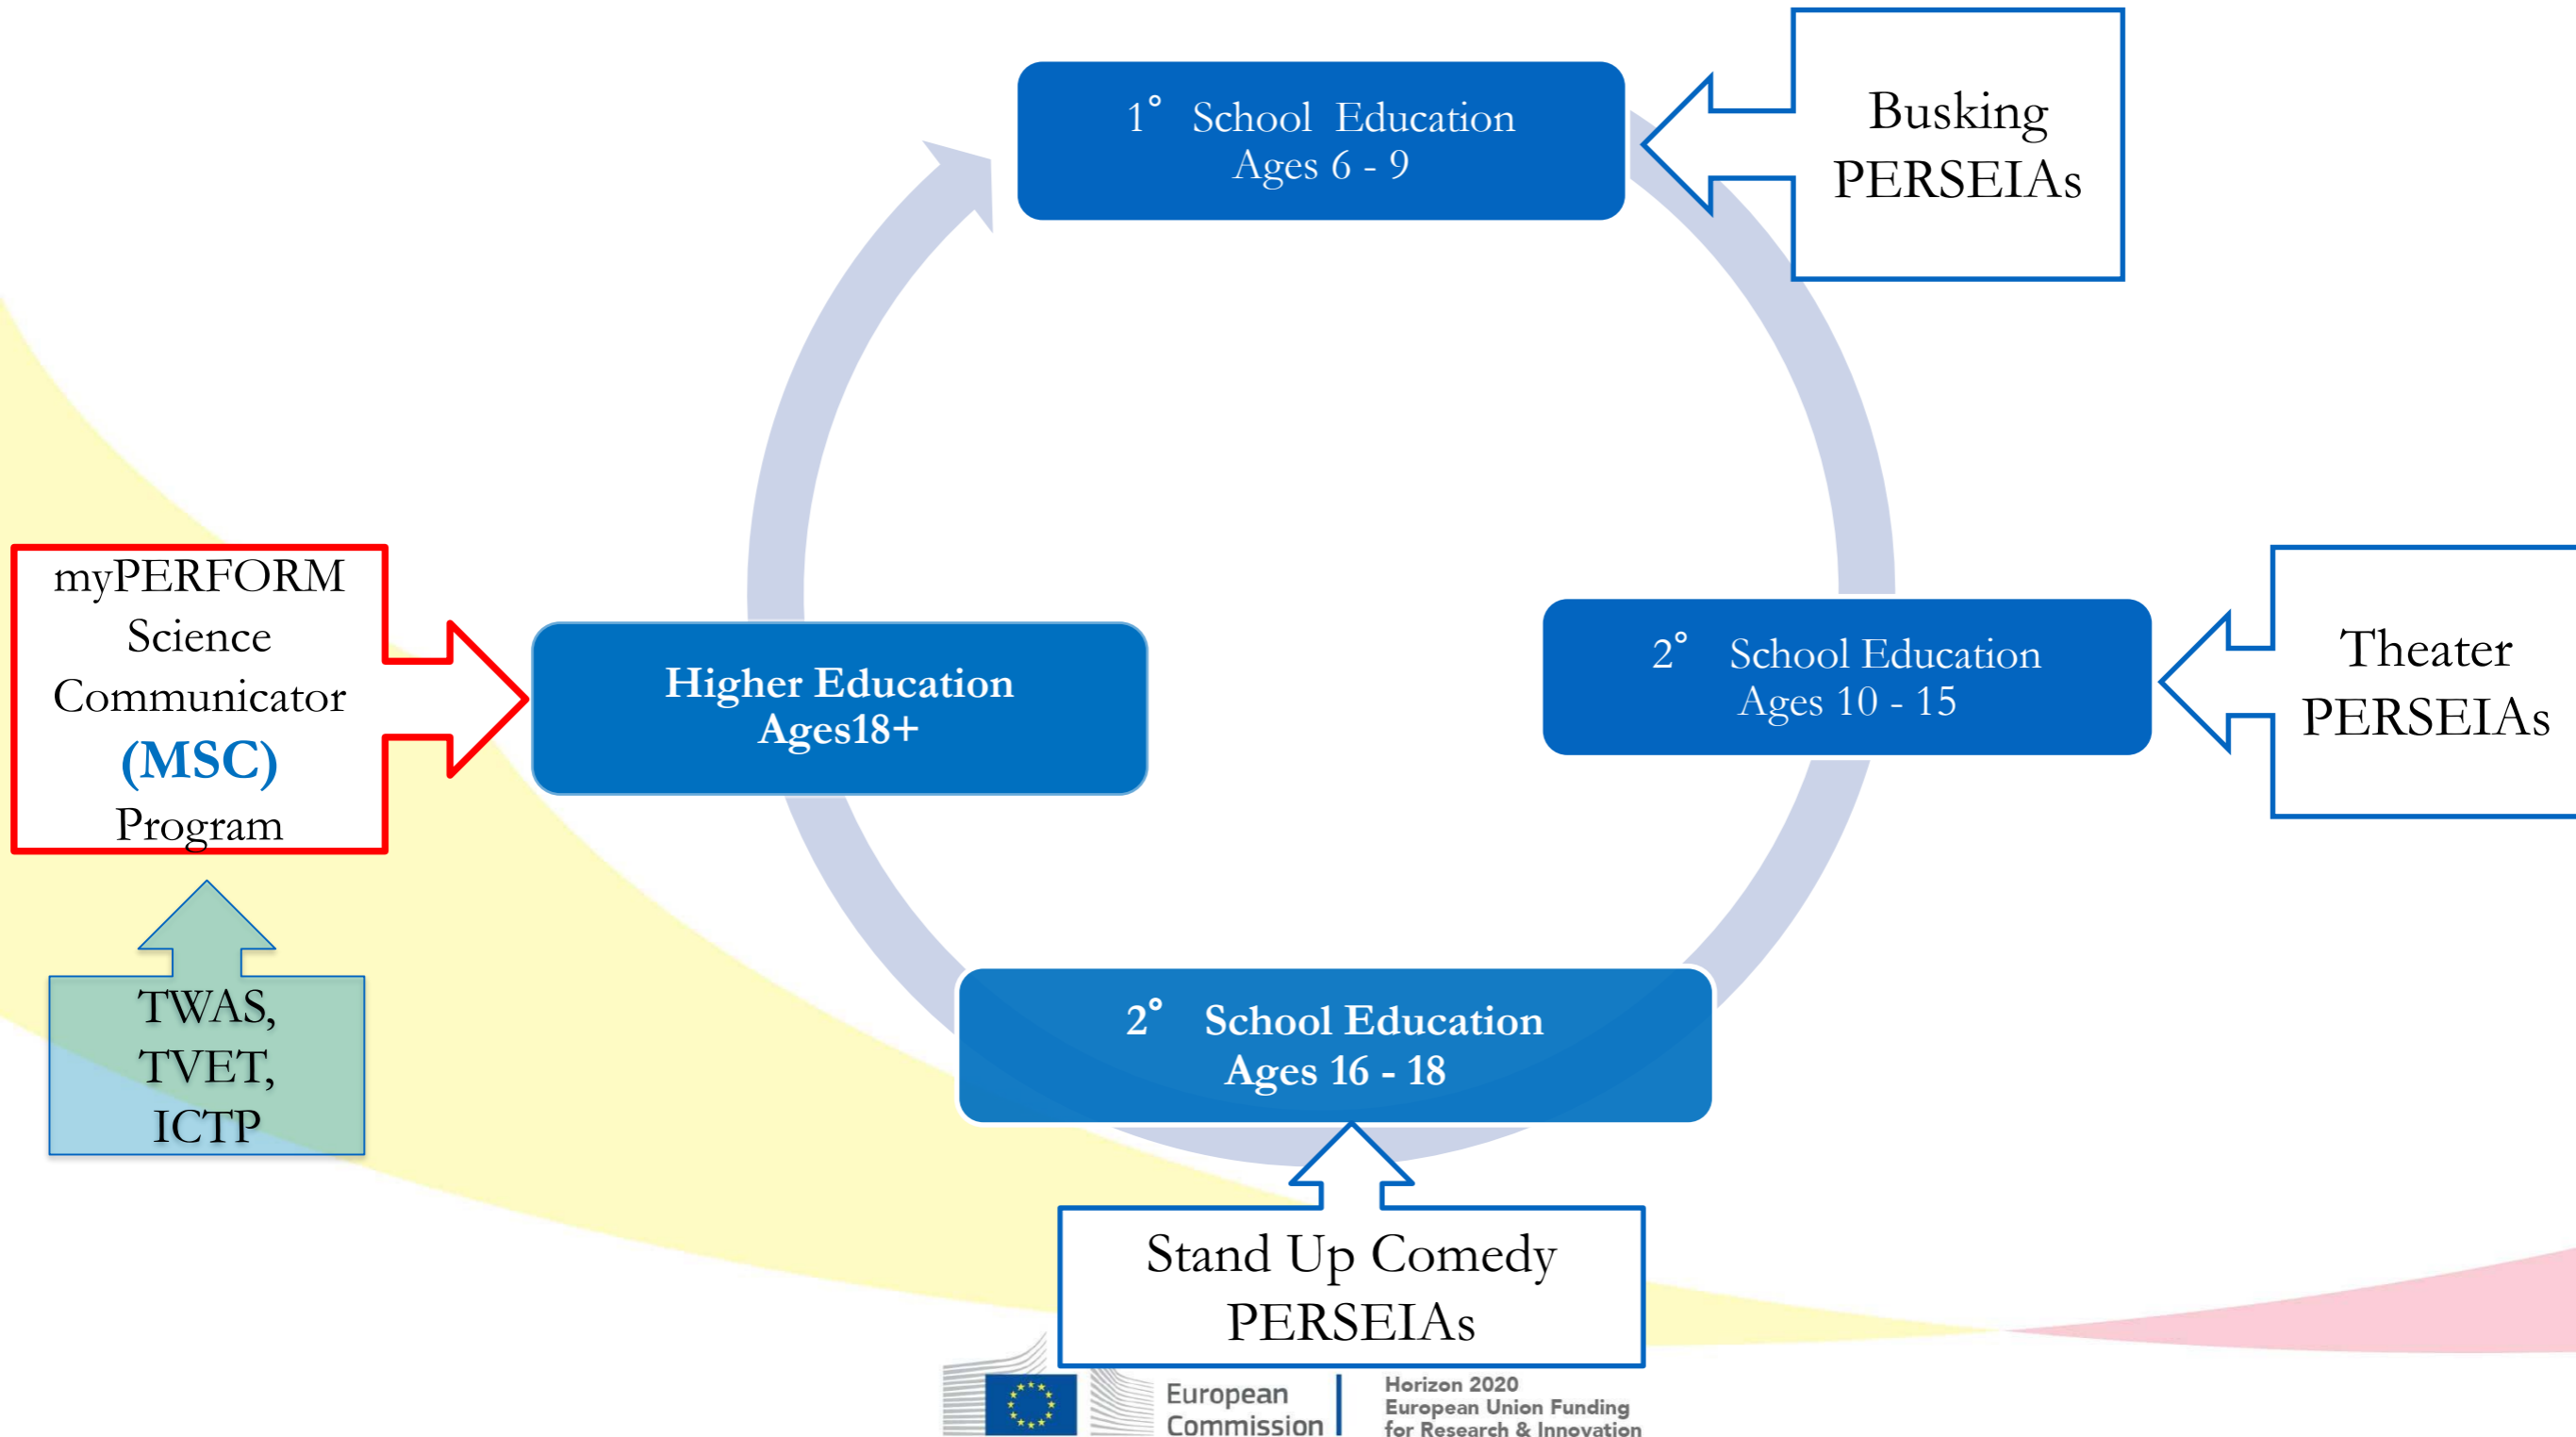 1° School Education
Ages 6 - 9
Busking
PERSEIAs
2° School Education
Ages 10 - 15
Theater
PERSEIAs
2° School Education
Ages 16 - 18
Stand Up Comedy
PERSEIAs
Higher Education
Ages18+
myPERFORM
Science
Communicator
(MSC)
Program
TWAS,
TVET,
ICTP
European
Commission
Horizon 2020
European Union Funding
for Research & Innovation